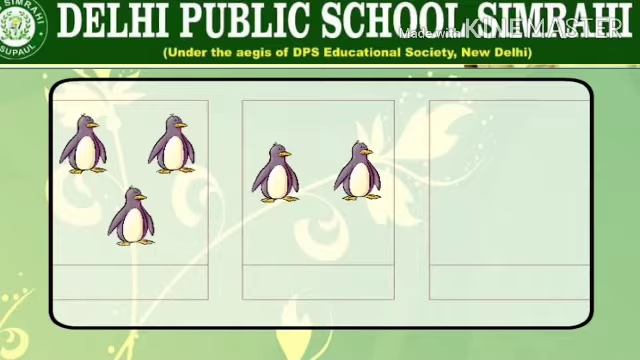 DELHI PUBLIC SCHOOL SIMRAHI
Made with KINEMASTER
(Under the aegis of DPS Educational Society, New Delhi)
SIMRAHI
SUPAUL